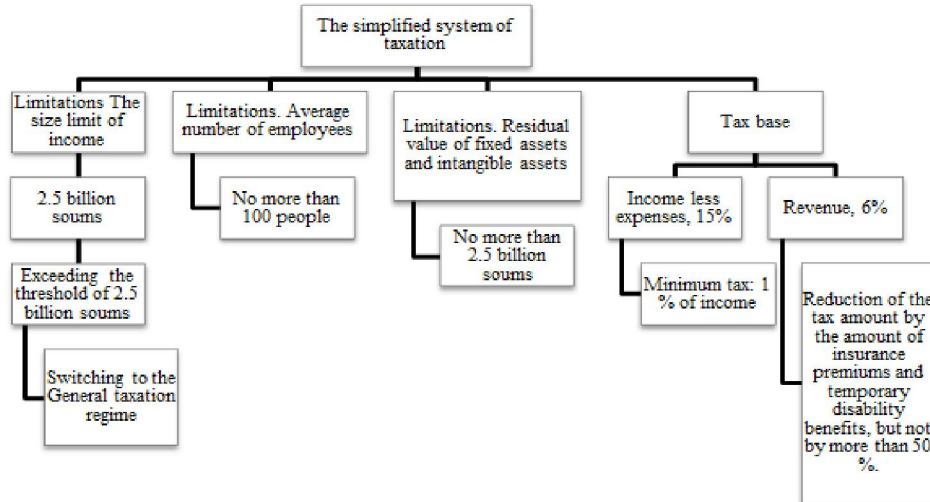 The simplified system of
taxation
Limitations The
size limit of
income
2.5 billion
soums
Exceeding the
threshold of 2.5
billion soums
Switching to the
General taxation
regime
Limitations. Average
number of employees
No more than
100 people
Limitations. Residual
value of fixed assets
and intangible assets
No more than
2.5 billion
soums
Tax base
Income less
expenses, 15%
Minimum tax: 1
% of income
Revenue, 6%
Reduction of the
tax amount by
the amount of
insurance
premiums and
temporary
disability
benefits, but not
by more than 50
%.